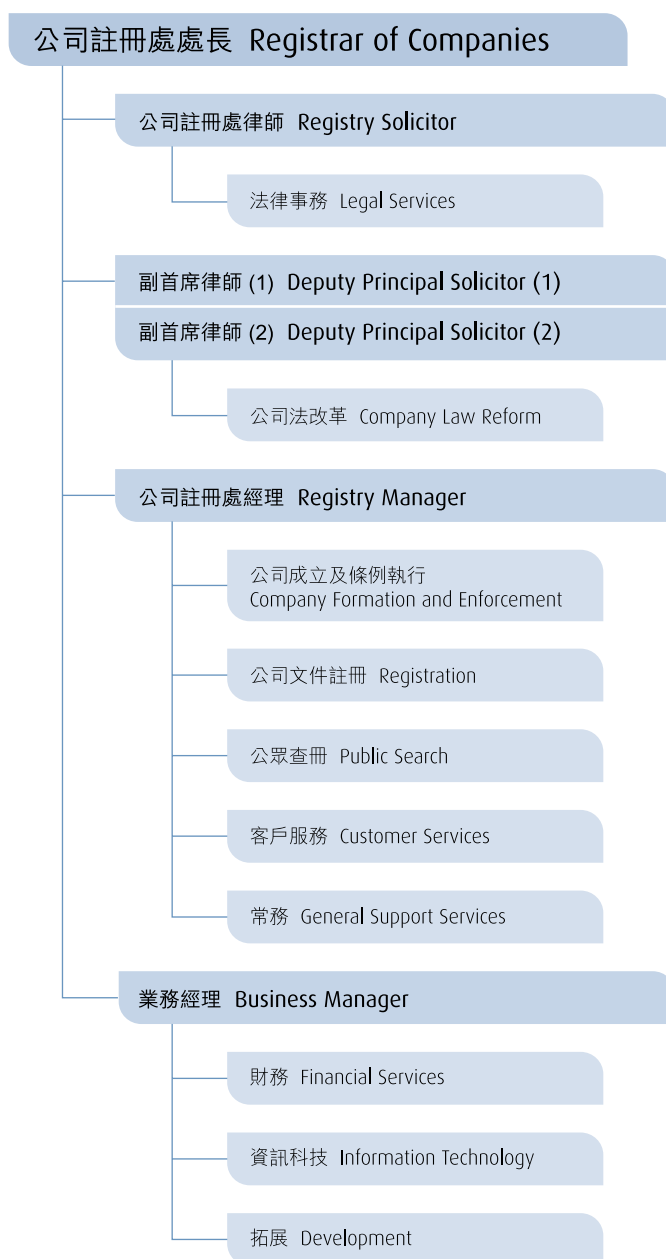 公司註冊處處長 Registrar of Companies
公司註冊處律師 Registry Solicitor
法律事務 Legal Services
副首席律師 (1) Deputy Principal Solicitor (1)
副首席律師 (2) Deputy Principal Solicitor (2)
公司法改革 Company Law Reform
公司註冊處經理 Registry Manager
公司成立及條例執行
Company Formation and Enforcement
公司文件註冊 Registration
公眾查冊 Public Search
客戶服務 Customer Services
常務 General Support Services
業務經理 Business Manager
財務 Financial Services
資訊科技 Information Technology
拓展 Development